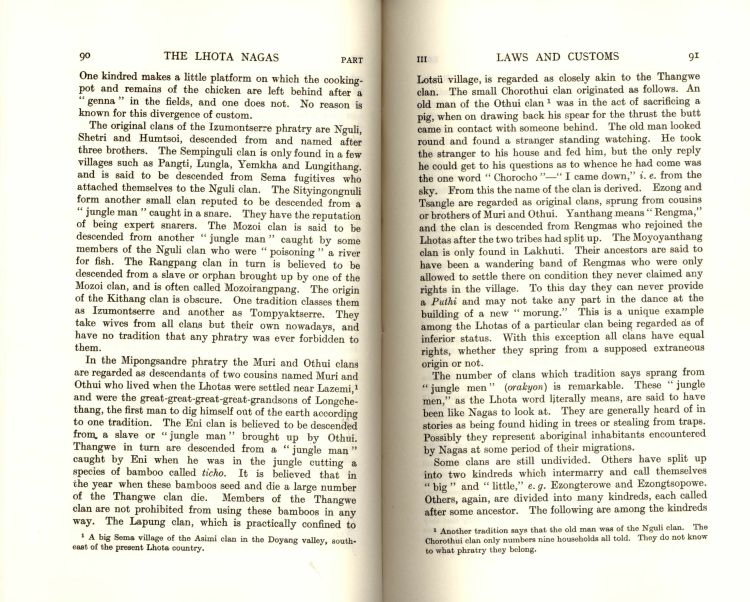 90 THE LHOTA NAGAS PART
One kindred makes a little platform on which the cooking-
pot and remains of the chicken are left behind after a
“ genna ” in the fields, and one does not. No reason is
known for this divergence of custom.
The original clans of the Izumontserre phratry are Nguli,
Shetri and Humtsoi, descended from and named after
three brothers. The Sempinguli clan is only found in a few
villages such as Pangti, Lungla, Yemkha and Lungithang.
and is said to be descended from Sema fugitives who
attached themselves to the Nguli clan. The Sityingongnuli
form another small clan reputed to be descended from a
“ jungle man ” caught in a snare. They have the reputation
of being expert snarers. The Mozoi clan is said to be
descended from another “ jungle man ” caught by some
members of the Nguli clan who were “ poisoning ” a river
for fish. The Rangpang clan in turn is believed to be
descended from a slave or orphan brought up by one of the
Mozoi clan, and is often called Mozoirangpang. The origin
of the Kithang clan is obscure. One tradition classes them
as Izumontserre and another as Tompyaktserre. They
take wives from all clans but their own nowadays, and
have no tradition that any phratry was ever forbidden to
them.
In the Mipongsandre phratry the Muri and Othui clans
are regarded as descendants of two cousins named Muri and
Othui who lived when the Lhotas were settled near Lazemi,¹
and were the great-great-great-great-grandsons of Longche-
thang, the first man to dig himself out of the earth according
to one tradition. The Eni clan is believed to be descended
from a slave or “ jungle man ” brought up by Othui.
Thangwe in turn are descended from a “ jungle man ”
caught by Eni when he was in the jungle cutting a
species of bamboo called ticho. It is believed that in
the year when these bamboos seed and die a large number
of the Thangwe clan die. Members of the Thangwe
clan are not prohibited from using these bamboos in any
way. The Lapung clan, which is practically confined to
¹ A big Sema village of the Asimi clan in the Doyang valley, south-
east of the present Lhota country.
III LAWS AND CUSTOMS 91
Lotsü village, is regarded as closely akin to the Thangwe
clan. The small Chorothui clan originated as follows. An
old man of the Othui clan ¹ was in the act of sacrificing a
pig, when on drawing back his spear for the thrust the butt
came in contact with someone behind. The old man looked
round and found a stranger standing watching. He took
the stranger to his house and fed him, but the only reply
he could get to his questions as to whence he had come was
the one word “ Chorocho ”—“ I came down,” i. e. from the
sky. From this the name of the clan is derived. Ezong and
Tsangle are regarded as original clans, sprung from cousins
or brothers of Muri and Othui. Yanthang means “ Rengma,”
and the clan is descended from Rengmas who rejoined the
Lhotas after the two tribes had split up. The Moyoyanthang
clan is only found in Lakhuti. Their ancestors are said to
have been a wandering band of Rengmas who were only
allowed to settle there on condition they never claimed any
rights in the village. To this day they can never provide
a Puthi and may not take any part in the dance at the
building of a new “ morung.” This is a unique example
among the Lhotas of a particular clan being regarded as of
inferior status. With this exception all clans have equal
rights, whether they spring from a supposed extraneous
origin or not.
The number of clans which tradition says sprang from
“ jungle men ” (orakyon) is remarkable. These “ jungle
men,” as the Lhota word literally means, are said to have
been like Nagas to look at. They are generally heard of in
stories as being found hiding in trees or stealing from traps.
Possibly they represent aboriginal inhabitants encountered
by Nagas at some period of their migrations.
Some clans are still undivided. Others have split up
into two kindreds which intermarry and call themselves
“ big ” and “ little,” e. g. Ezongterowe and Ezongtsopowe.
Others, again, are divided into many kindreds, each called
after some ancestor. The following are among the kindreds
¹ Another tradition says that the old man was of the Nguli clan. The
Chorothui clan only numbers nine households all told. They do not know
to what phratry they belong.